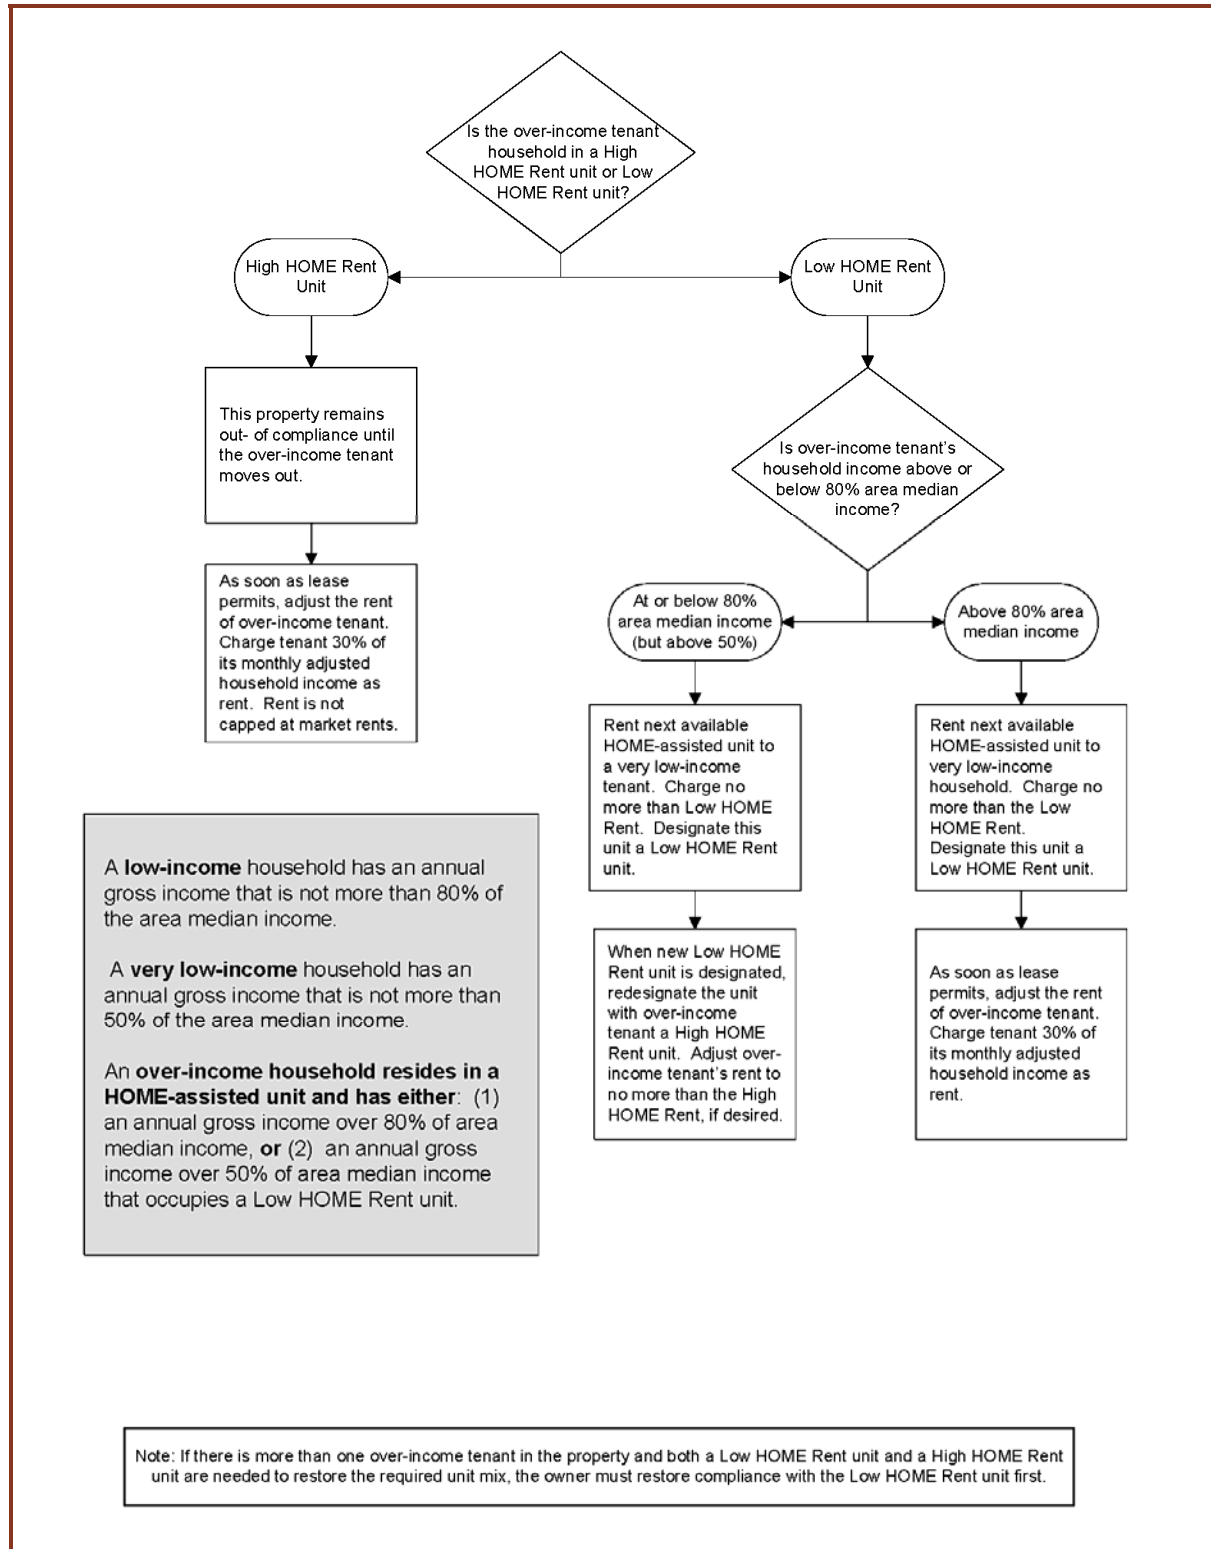 Is the over-income tenant
household in a High
HOME Rent unit or Low
HOME Rent unit?
High HOME Rent
Unit
Low HOME Rent
Unit
This property remains
out- of compliance until
the over-income tenant
moves out.
Is over-income tenant's
household income above or
below 80% area median
income?
As soon as lease
permits, adjust the rent
of over-income tenant.
Charge tenant 30% of
its monthly adjusted
household income as
rent. Rent is not
capped at market rents.
At or below 80%
area median income
(but above 50%)
Above 80% area
median income
Rent next available
HOME-assisted unit to
a very low-income
tenant. Charge no
more than Low HOME
Rent. Designate this
unit a Low HOME Rent
unit.
Rent next available
HOME-assisted unit to
very low-income
household. Charge no
more than the Low
HOME Rent.
Designate this unit a
Low HOME Rent unit.
When new Low HOME
Rent unit is designated,
redesignate the unit
with over-income
tenant a High HOME
Rent unit. Adjust over-
income tenant's rent to
no more than the High
HOME Rent, if desired.
As soon as lease
permits, adjust the rent
of over-income tenant.
Charge tenant 30% of
its monthly adjusted
household income as
rent.
A low-income household has an annual
gross income that is not more than 80% of
the area median income.
A very low-income household has an
annual gross income that is not more than
50% of the area median income.
An over-income household resides in a
HOME-assisted unit and has either: (1)
an annual gross income over 80% of area
median income, or (2) an annual gross
income over 50% of area median income
that occupies a Low HOME Rent unit.
Note: If there is more than one over-income tenant in the property and both a Low HOME Rent unit and a High HOME Rent
unit are needed to restore the required unit mix, the owner must restore compliance with the Low HOME Rent unit first.